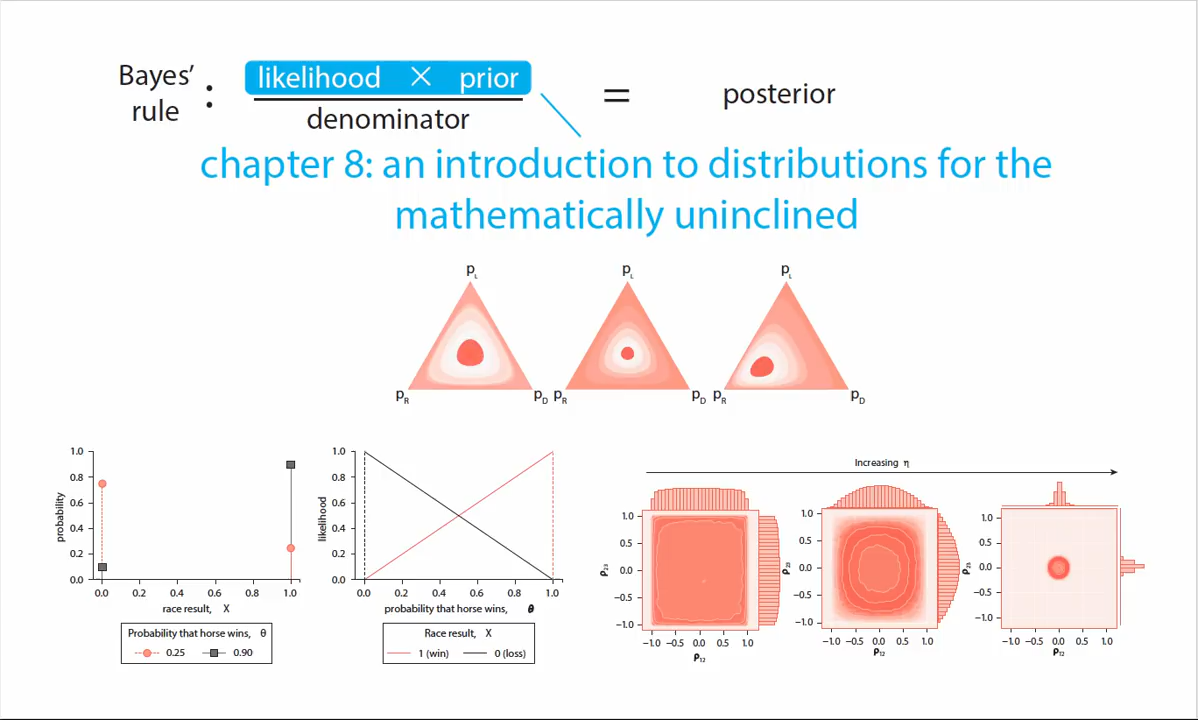 Bayes’ rule : likelihood × prior = posterior
denominator
chapter 8: an introduction to distributions for the
mathematically uninclined
p_L p_L p_L
p_R p_D p_R p_D p_R p_D
1.0
0.8
0.6
0.4
0.2
0.0
probability
0.0 0.2 0.4 0.6 0.8 1.0
race result, X
Probability that horse wins, θ
0.25 0.90
1.0
0.8
0.6
0.4
0.2
0.0
likelihood
0.0 0.2 0.4 0.6 0.8 1.0
probability that horse wins, θ
Race result, X
1 (win) 0 (loss)
Increasing η
1.0
0.5
0.0
−0.5
−1.0
ρ₂₃
−1.0 −0.5 0.0 0.5 1.0
ρ₁₂
1.0
0.5
0.0
−0.5
−1.0
ρ₂₃
−1.0 −0.5 0.0 0.5 1.0
ρ₁₂
1.0
0.5
0.0
−0.5
−1.0
ρ₂₃
−1.0 −0.5 0.0 0.5 1.0
ρ₁₂